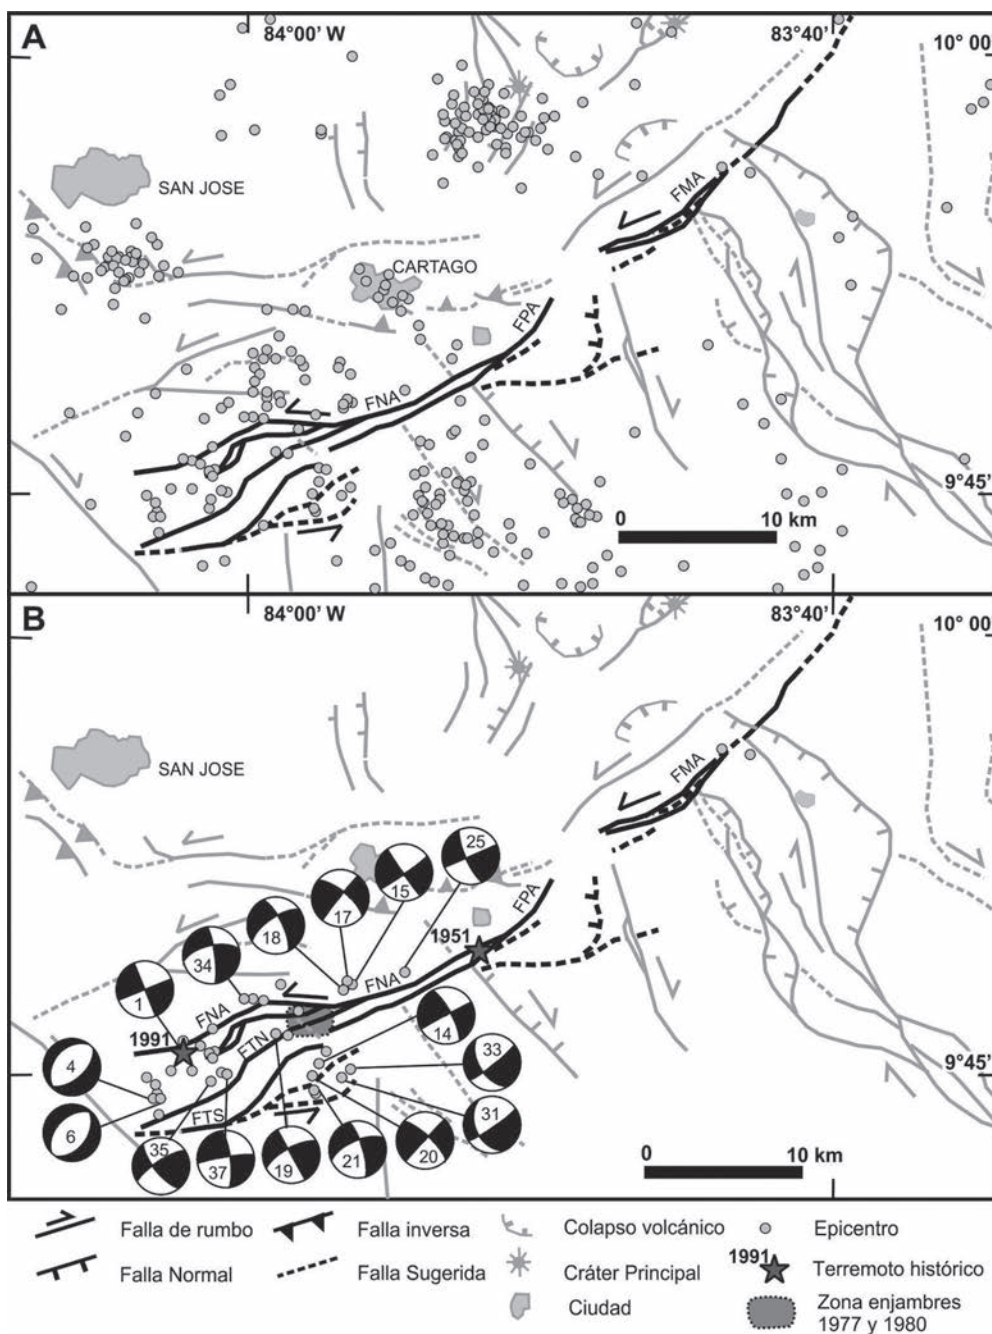 A
84°00' W
83°40'
10° 00'
SAN JOSE
FMA
CARTAGO
FPA
FNA
9°45'
0 10 km
B
84°00' W
83°40'
10° 00'
SAN JOSE
FMA
25
15
17
FPA
18
1951
34
FNA
1
FNA
1991
FTN
14
33
4
9°45'
FTS
31
6
35
37
19
21
20
0 10 km
Falla de rumbo
Falla inversa
Colapso volcánico
Epicentro
Falla Normal
Falla Sugerida
Cráter Principal
1991
Terremoto histórico
Ciudad
Zona enjambres
1977 y 1980